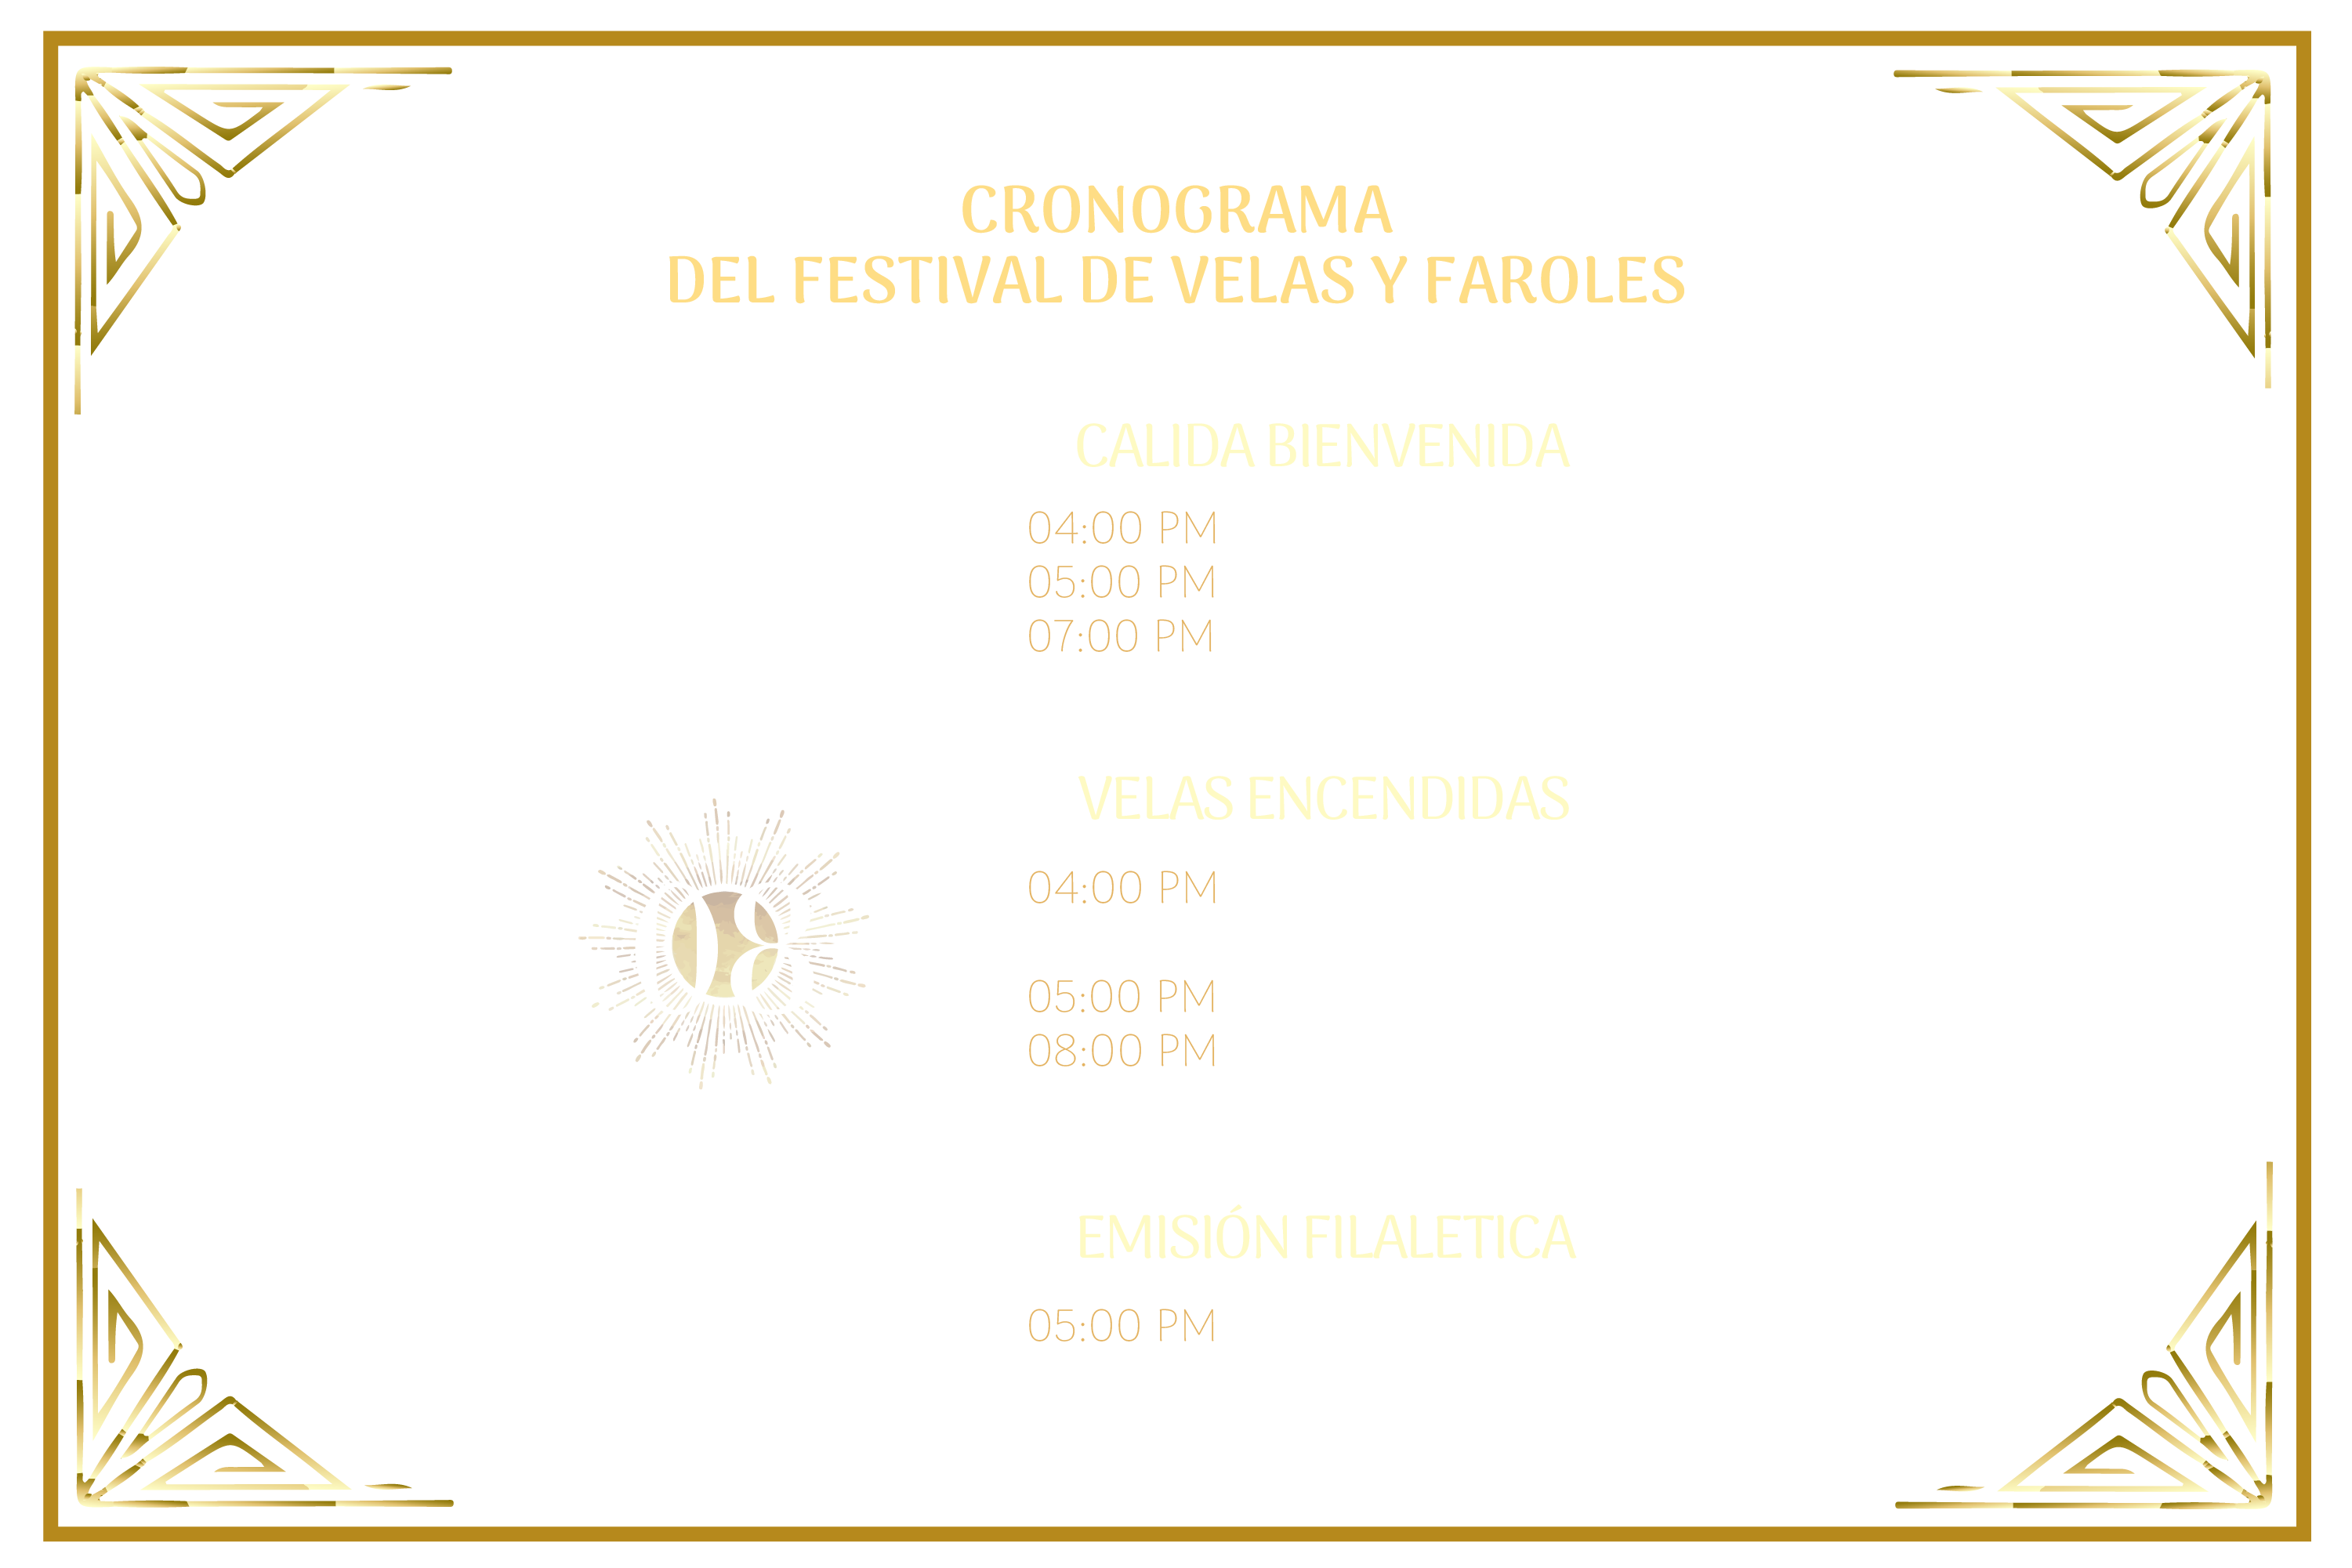 CRONOGRAMA
DEL FESTIVAL DE VELAS Y FAROLES
CALIDA BIENVENIDA
04:00 PM
05:00 PM
07:00 PM
VELAS ENCENDIDAS
04:00 PM
05:00 PM
08:00 PM
EMISIÓN FILALETICA
05:00 PM